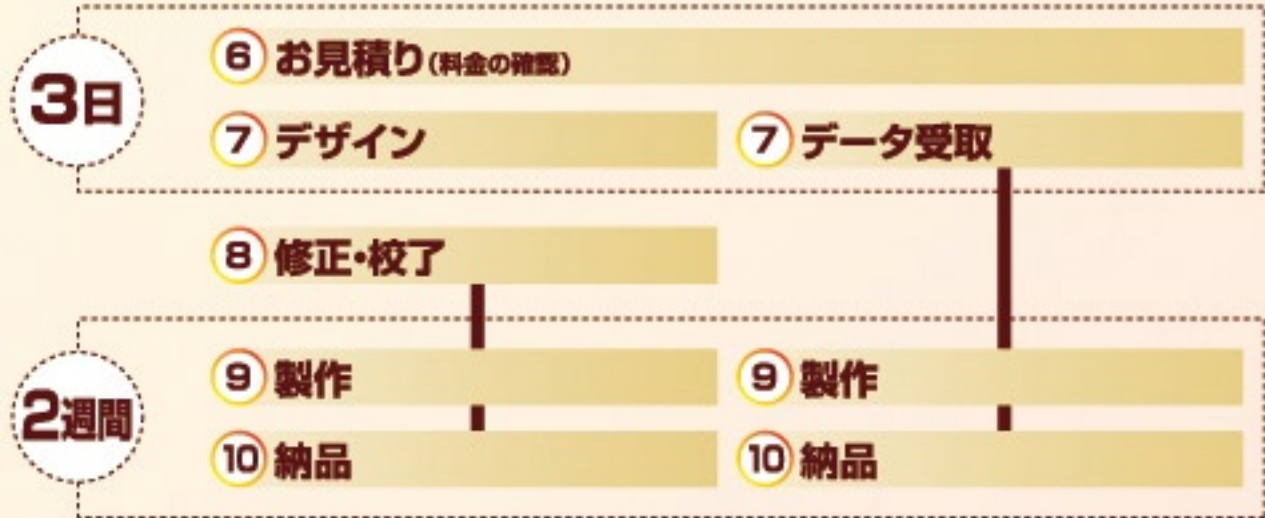 3日
⑥ お見積り(料金の確認)
⑦ デザイン
⑦ データ受取
⑧ 修正・校了
2週間
⑨ 製作
⑨ 製作
⑩ 納品
⑩ 納品